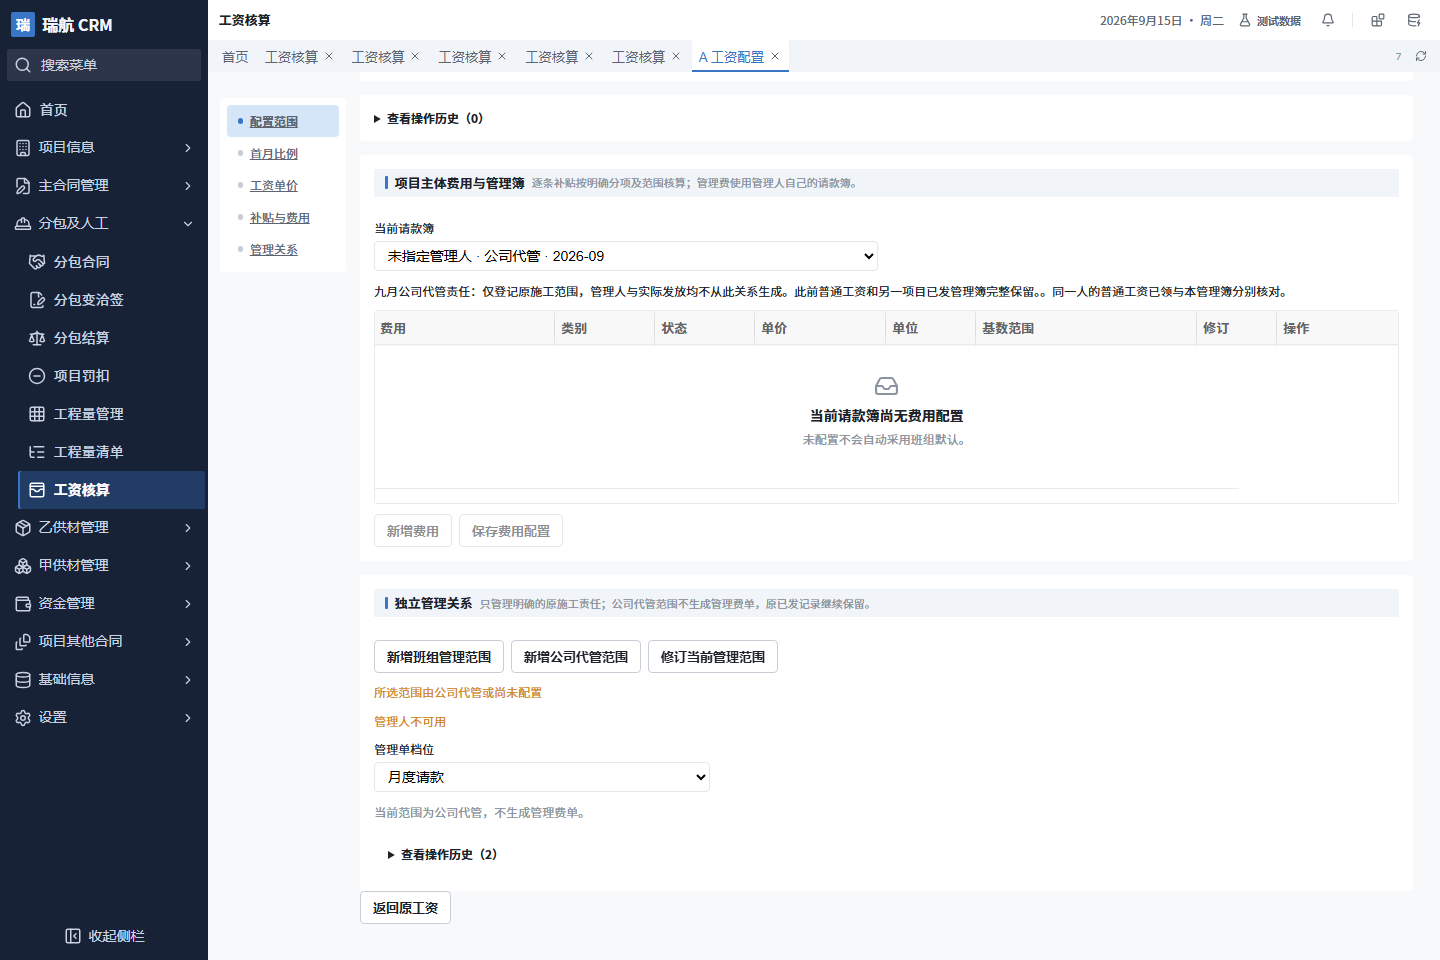 瑞 瑞航 CRM
搜索菜单
首页
项目信息
主合同管理
分包及人工
分包合同
分包变洽签
分包结算
项目罚扣
工程量管理
工程量清单
工资核算
乙供材管理
甲供材管理
资金管理
项目其他合同
基础信息
设置
收起侧栏
工资核算
2026年9月15日 • 周二 测试数据
首页 工资核算 × 工资核算 × 工资核算 × 工资核算 × 工资核算 × A 工资配置 × 7
配置范围
首月比例
工资单价
补贴与费用
管理关系
查看操作历史（0）
项目主体费用与管理簿 逐条补贴按明确分项及范围核算；管理费使用管理人自己的请款簿。
当前请款簿
未指定管理人 · 公司代管 · 2026-09
九月公司代管责任：仅登记原施工范围，管理人与实际发放均不从此关系生成。此前普通工资和另一项目已发管理簿完整保留。。同一人的普通工资已领与本管理簿分别核对。
费用 类别 状态 单价 单位 基数范围 修订 操作
当前请款簿尚无费用配置
未配置不会自动采用班组默认。
新增费用 保存费用配置
独立管理关系 只管理明确的原施工责任；公司代管范围不生成管理费单，原已发记录继续保留。
新增班组管理范围 新增公司代管范围 修订当前管理范围
所选范围由公司代管或尚未配置
管理人不可用
管理单档位
月度请款
当前范围为公司代管，不生成管理费单。
查看操作历史（2）
返回原工资